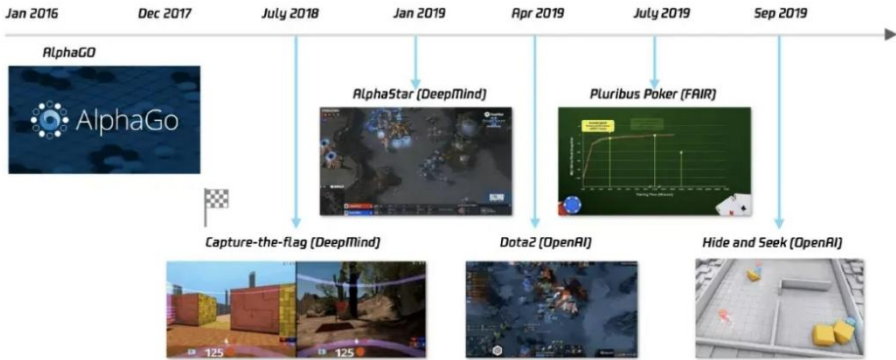 Jan 2016 Dec 2017 July 2018 Jan 2019 Apr 2019 July 2019 Sep 2019
AlphaGO
AlphaGo
AlphaStar (DeepMind)
Pluribus Poker (FAIR)
Capture-the-flag (DeepMind)
Dota2 (OpenAI)
Hide and Seek (OpenAI)
125
125